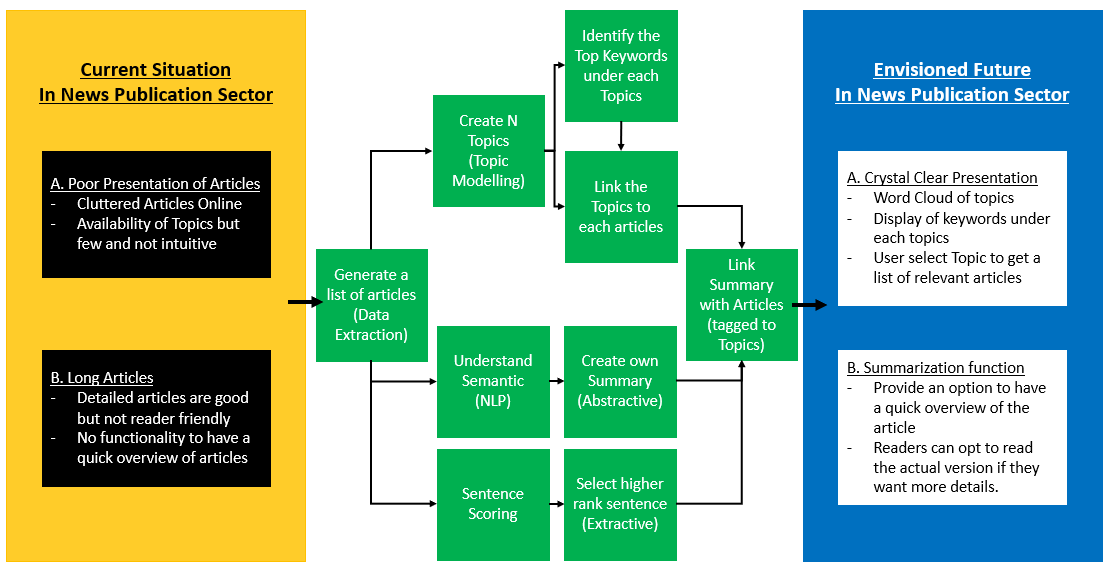 Current Situation
In News Publication Sector
A. Poor Presentation of Articles
- Cluttered Articles Online
- Availability of Topics but
few and not intuitive
B. Long Articles
- Detailed articles are good
but not reader friendly
- No functionality to have a
quick overview of articles
Generate a
list of articles
(Data
Extraction)
Create N
Topics
(Topic
Modelling)
Identify the
Top Keywords
under each
Topics
Link the
Topics to
each articles
Understand
Semantic
(NLP)
Create own
Summary
(Abstractive)
Sentence
Scoring
Select higher
rank sentence
(Extractive)
Link
Summary
with Articles
(tagged to
Topics)
Envisioned Future
In News Publication Sector
A. Crystal Clear Presentation
- Word Cloud of topics
- Display of keywords under
each topics
- User select Topic to get a
list of relevant articles
B. Summarization function
- Provide an option to have
a quick overview of the
article
- Readers can opt to read
the actual version if they
want more details.